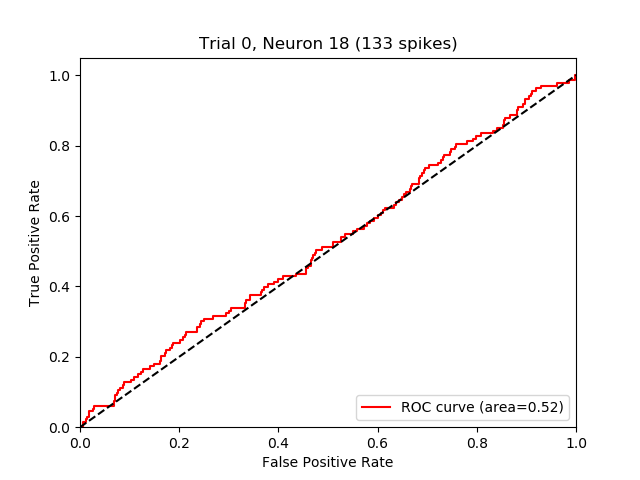 Trial 0, Neuron 18 (133 spikes)
1.0
0.8
0.6
0.4
0.2
0.0
True Positive Rate
0.0 0.2 0.4 0.6 0.8 1.0
False Positive Rate
ROC curve (area=0.52)